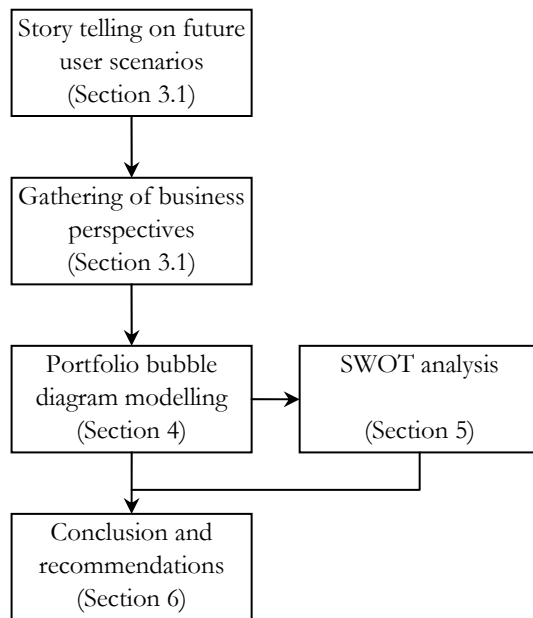 Story telling on future
user scenarios
(Section 3.1)
Gathering of business
perspectives
(Section 3.1)
Portfolio bubble
diagram modelling
(Section 4)
SWOT analysis
(Section 5)
Conclusion and
recommendations
(Section 6)